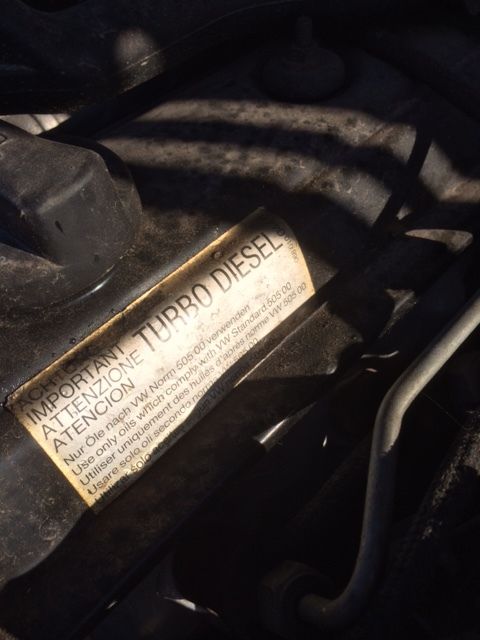 ACHTUNG
IMPORTANT
ATTENZIONE
ATENCION
TURBO DIESEL
Nur Öle nach VW Norm 505 00 verwenden
Use only oils which comply with VW Standard 505 00
Utiliser uniquement des huiles d'après norme VW 505 00
Usare solo oli secondo norma VW